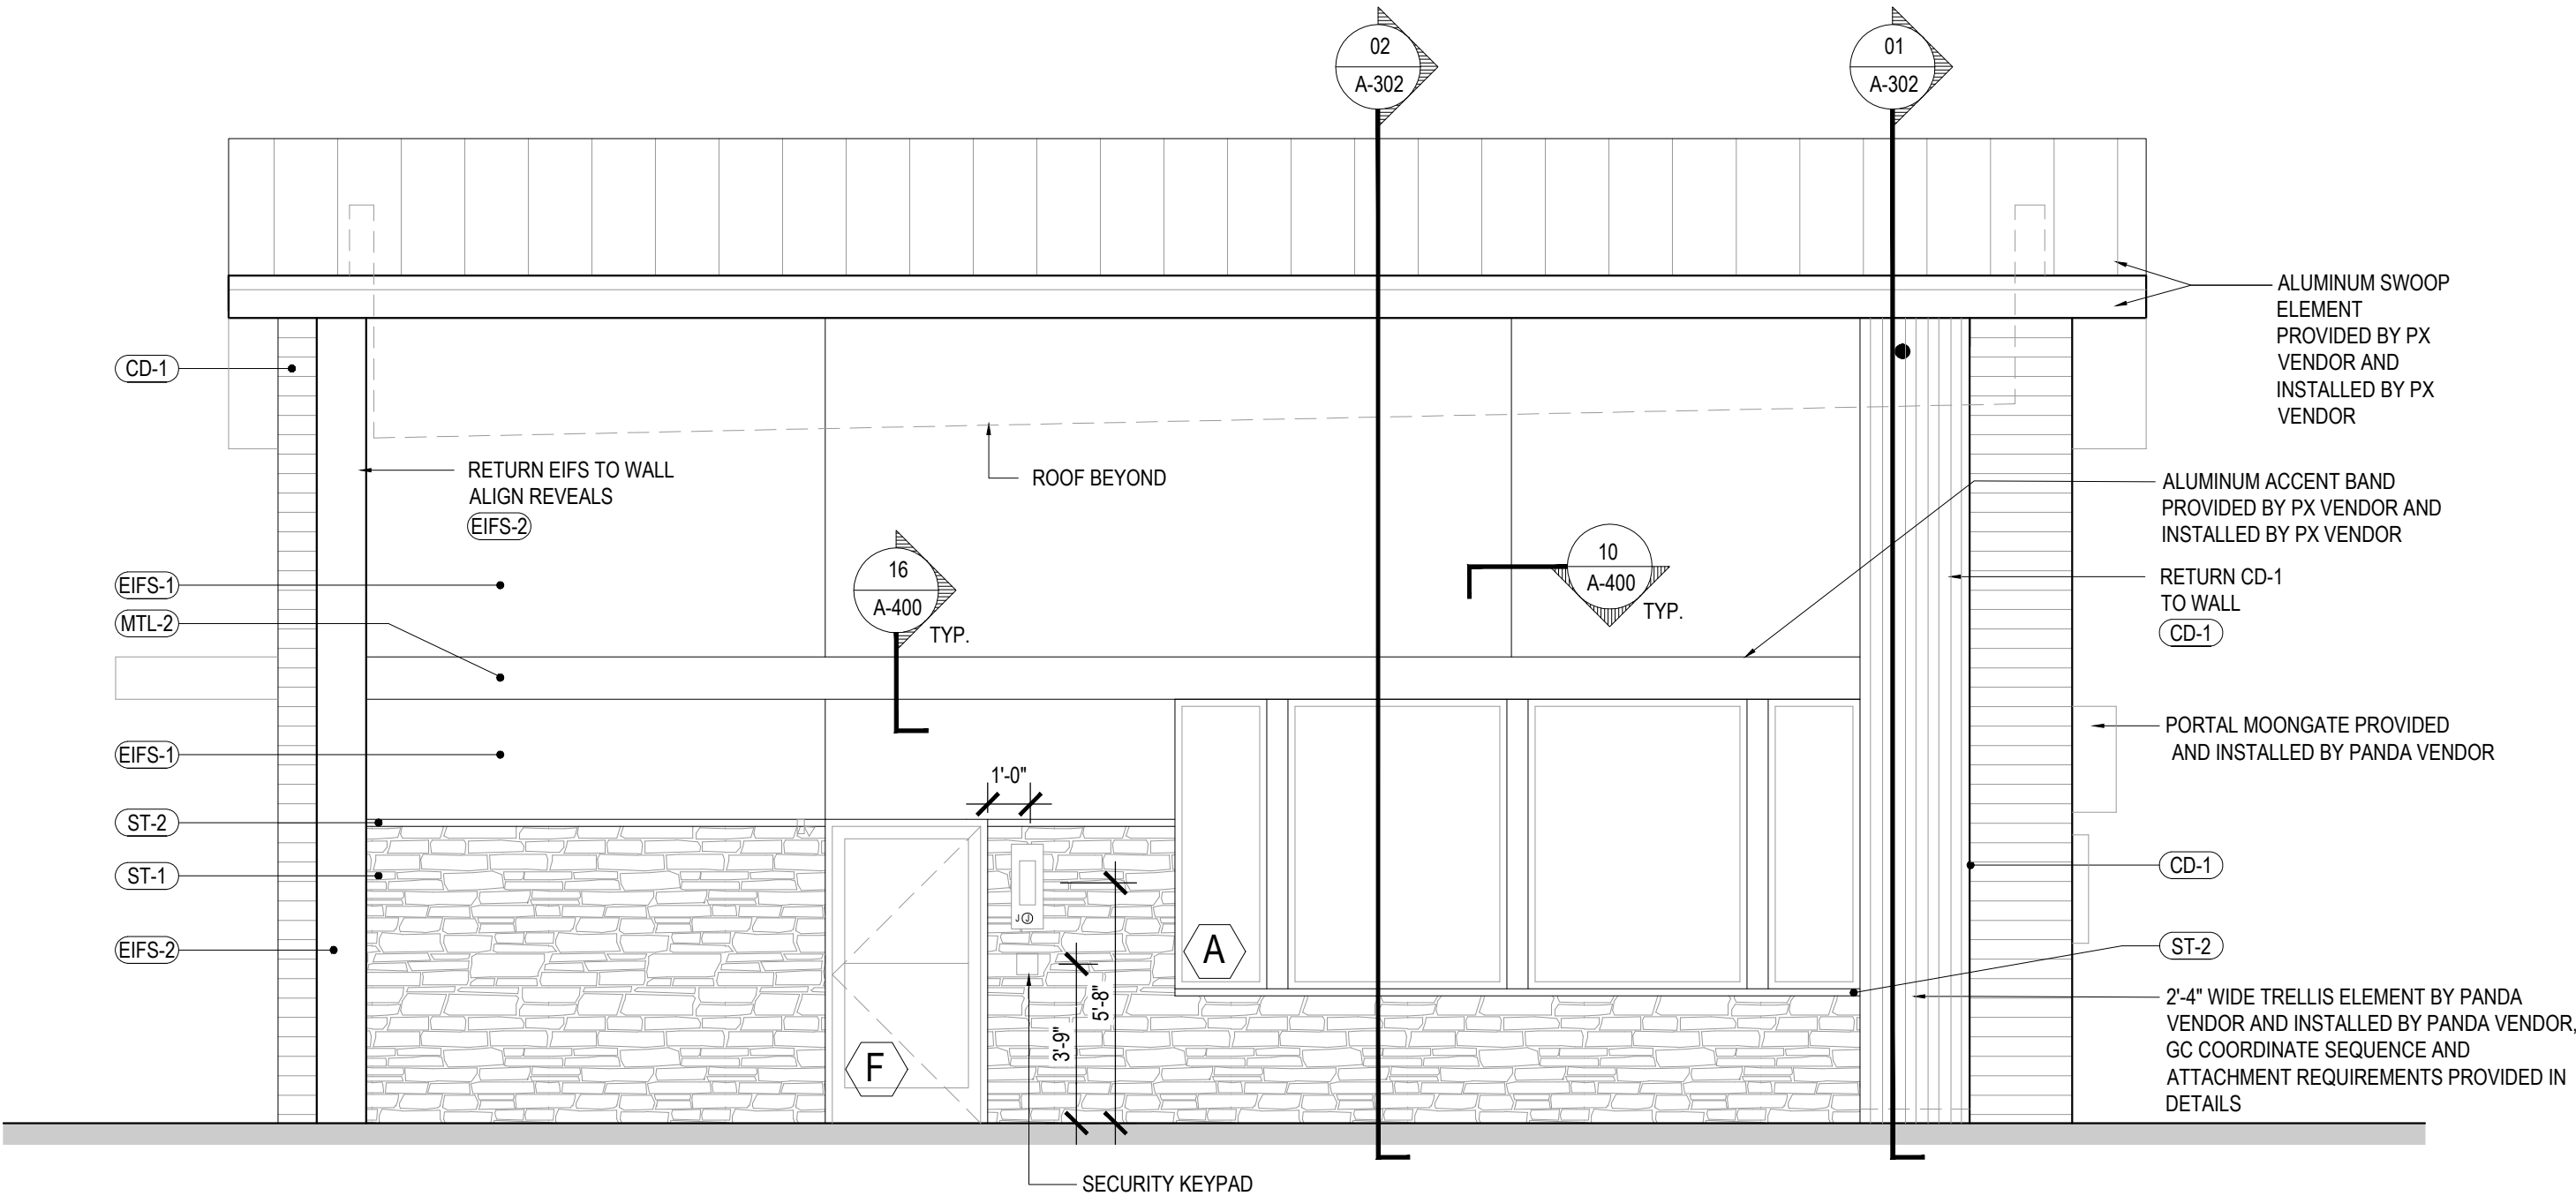 02
A-302
01
A-302
CD-1
ALUMINUM SWOOP
ELEMENT
PROVIDED BY PX
VENDOR AND
INSTALLED BY PX
VENDOR
RETURN EIFS TO WALL
ALIGN REVEALS
EIFS-2
ROOF BEYOND
ALUMINUM ACCENT BAND
PROVIDED BY PX VENDOR AND
INSTALLED BY PX VENDOR
16
A-400
TYP.
10
A-400
TYP.
RETURN CD-1
TO WALL
CD-1
EIFS-1
MTL-2
EIFS-1
PORTAL MOONGATE PROVIDED
AND INSTALLED BY PANDA VENDOR
1'-0"
ST-2
ST-1
CD-1
J J
EIFS-2
A
ST-2
5'-8"
3'-9"
F
2'-4" WIDE TRELLIS ELEMENT BY PANDA
VENDOR AND INSTALLED BY PANDA VENDOR,
GC COORDINATE SEQUENCE AND
ATTACHMENT REQUIREMENTS PROVIDED IN
DETAILS
SECURITY KEYPAD